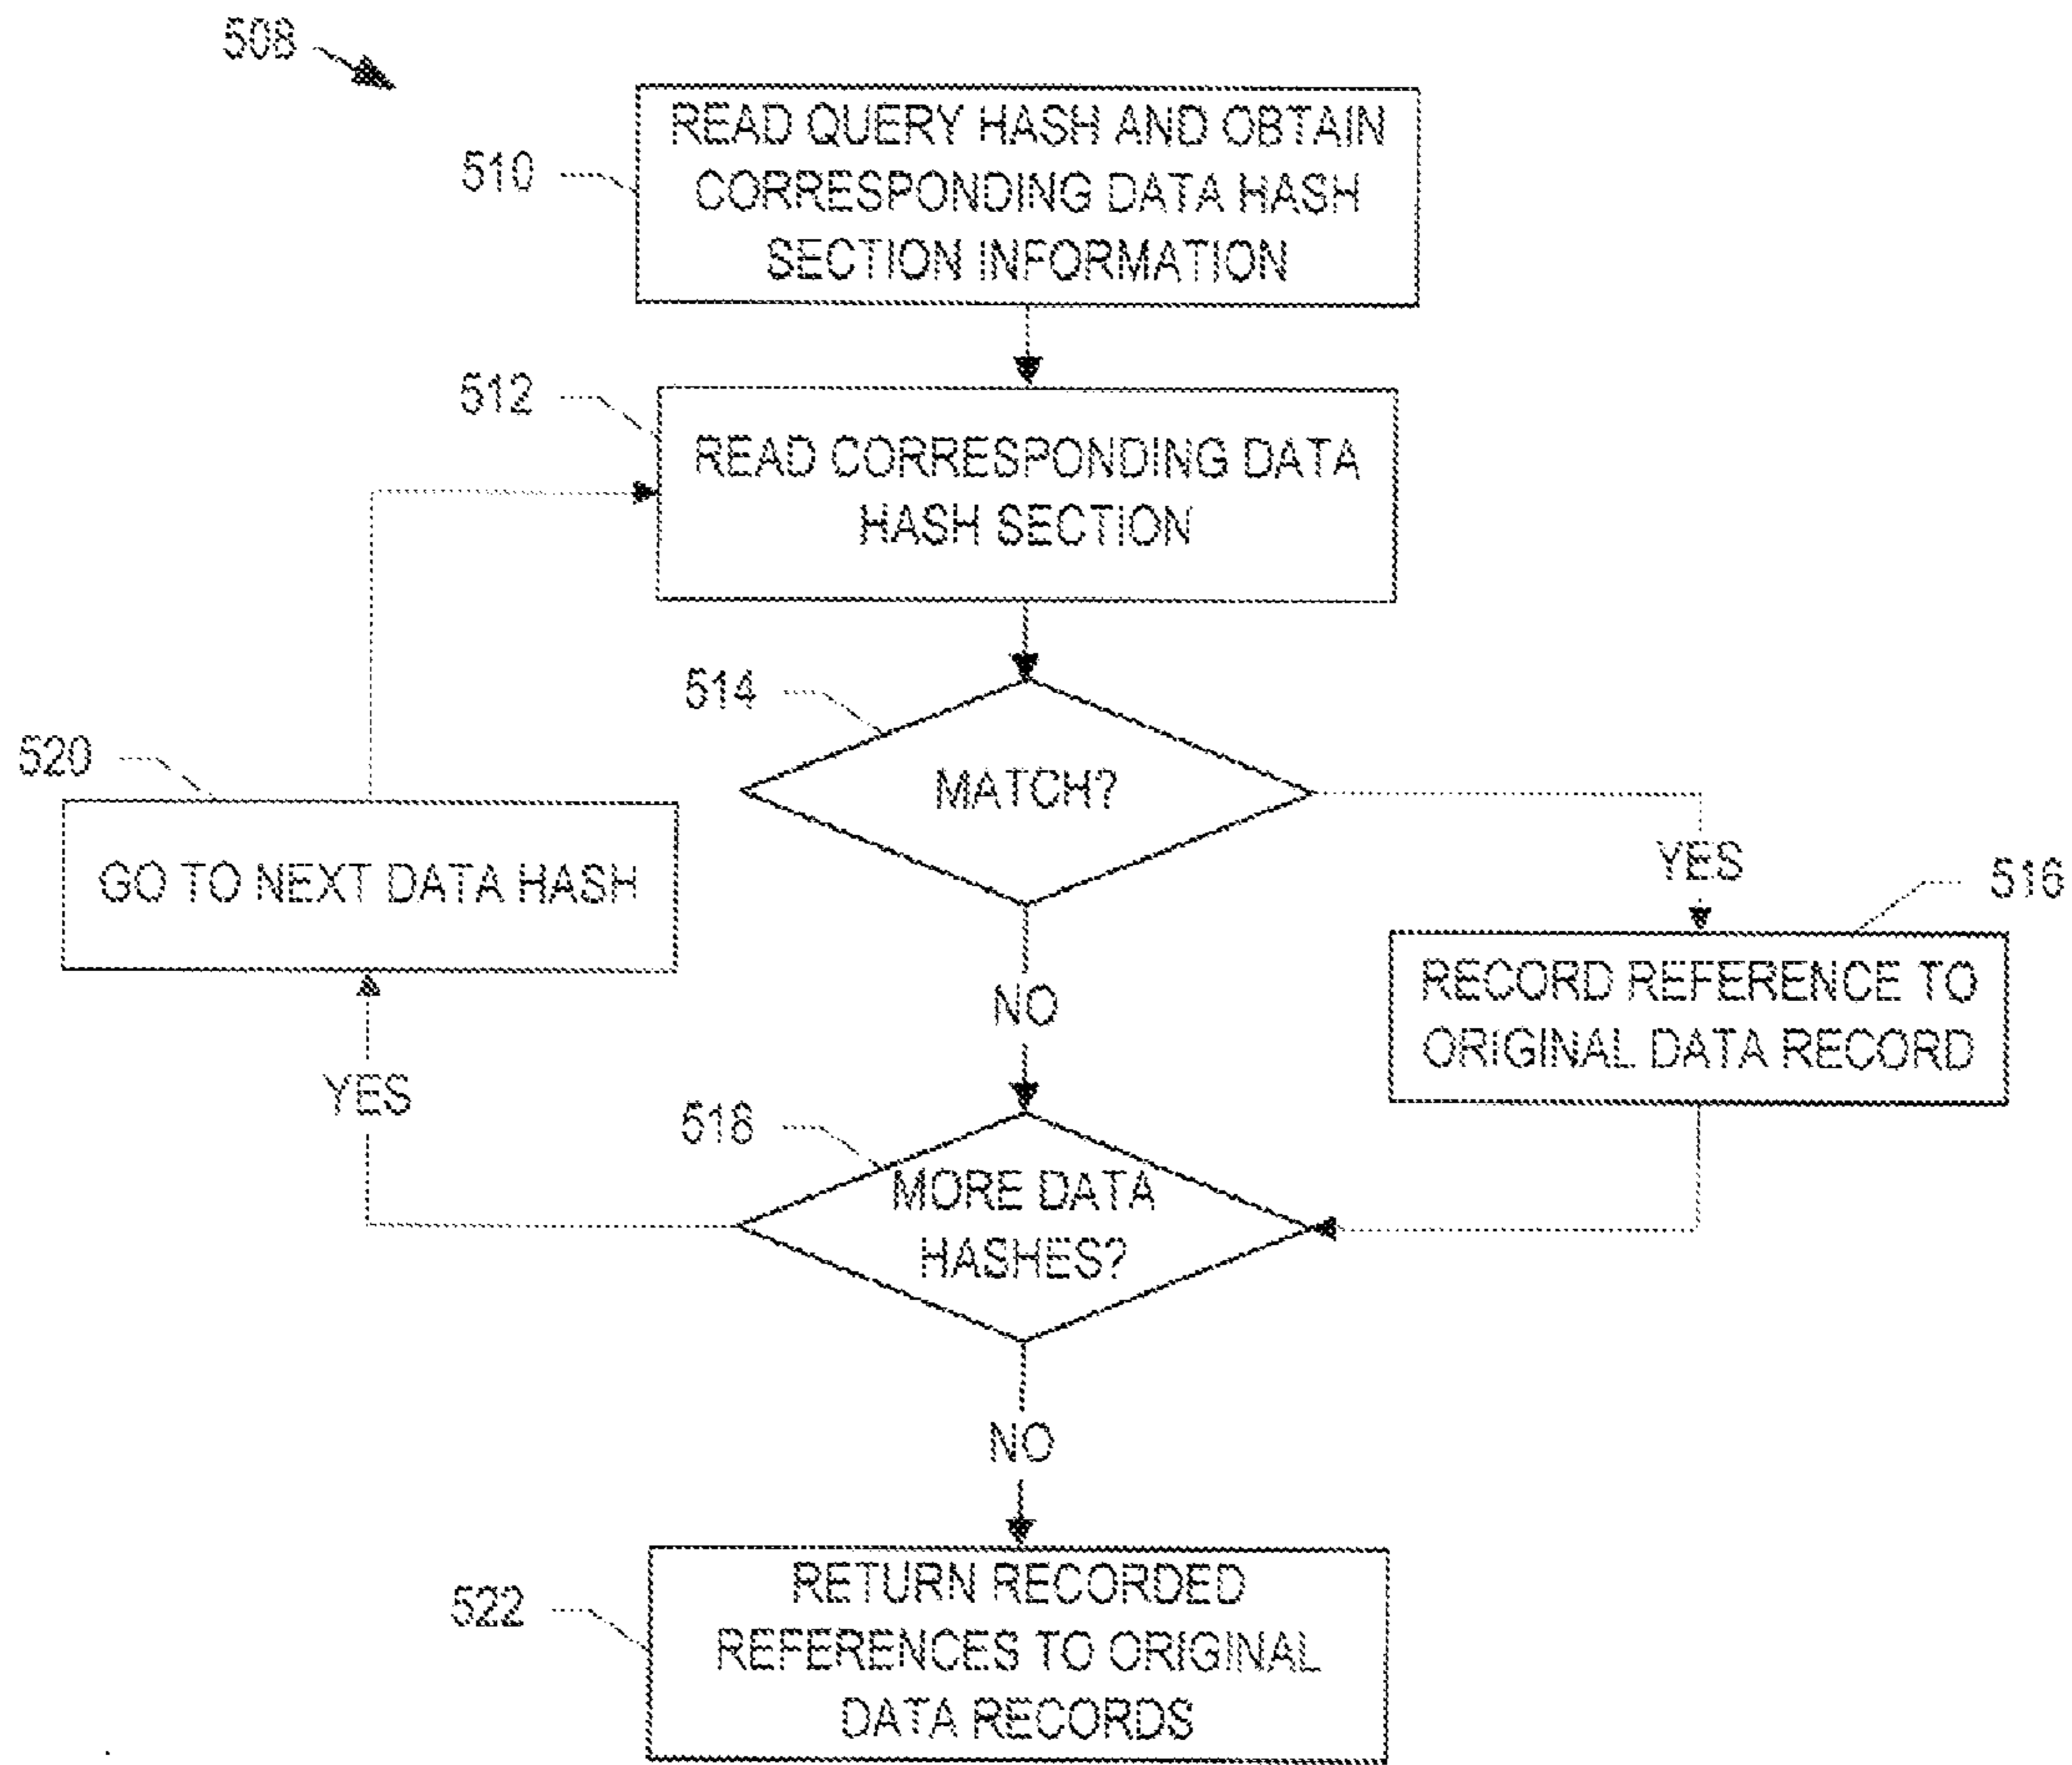 508
510
READ QUERY HASH AND OBTAIN
CORRESPONDING DATA HASH
SECTION INFORMATION
512
READ CORRESPONDING DATA
HASH SECTION
514
MATCH?
520
GO TO NEXT DATA HASH
YES
516
RECORD REFERENCE TO
ORIGINAL DATA RECORD
NO
YES
518
MORE DATA
HASHES?
NO
522
RETURN RECORDED
REFERENCES TO ORIGINAL
DATA RECORDS